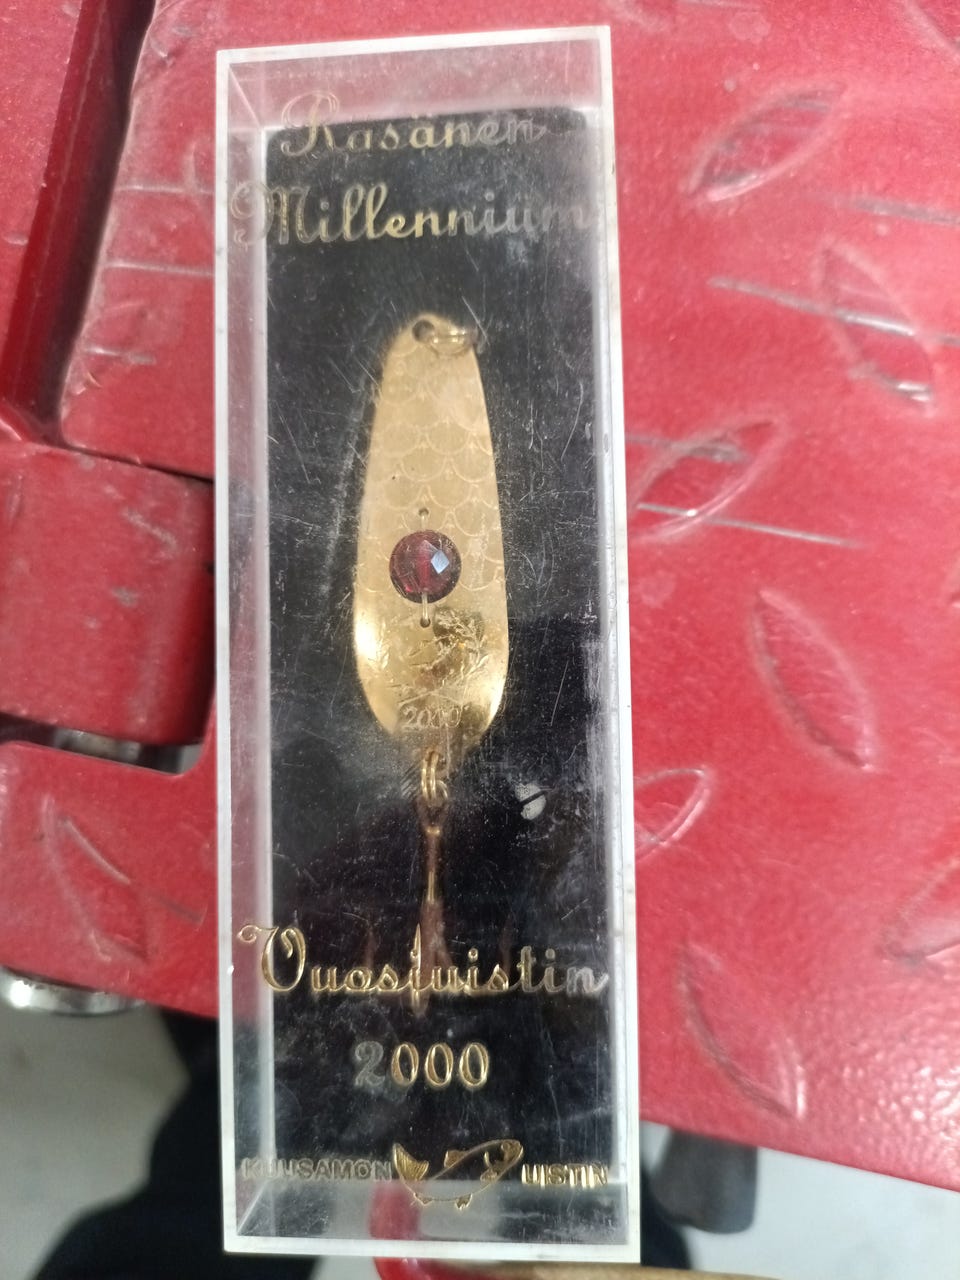 Räsänen
Millennium
2000
Vuosiuistin
2000
KUUSAMON UISTIN